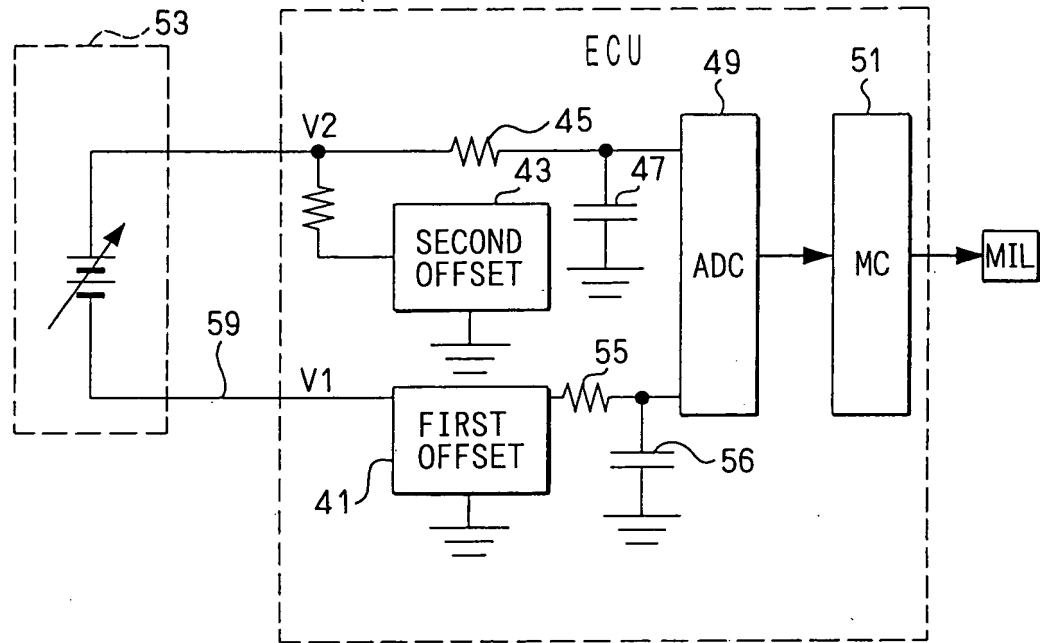 53
ECU
49
51
V2
45
43
47
SECOND
OFFSET
ADC
MC
MIL
59
V1
55
FIRST
OFFSET
41
56